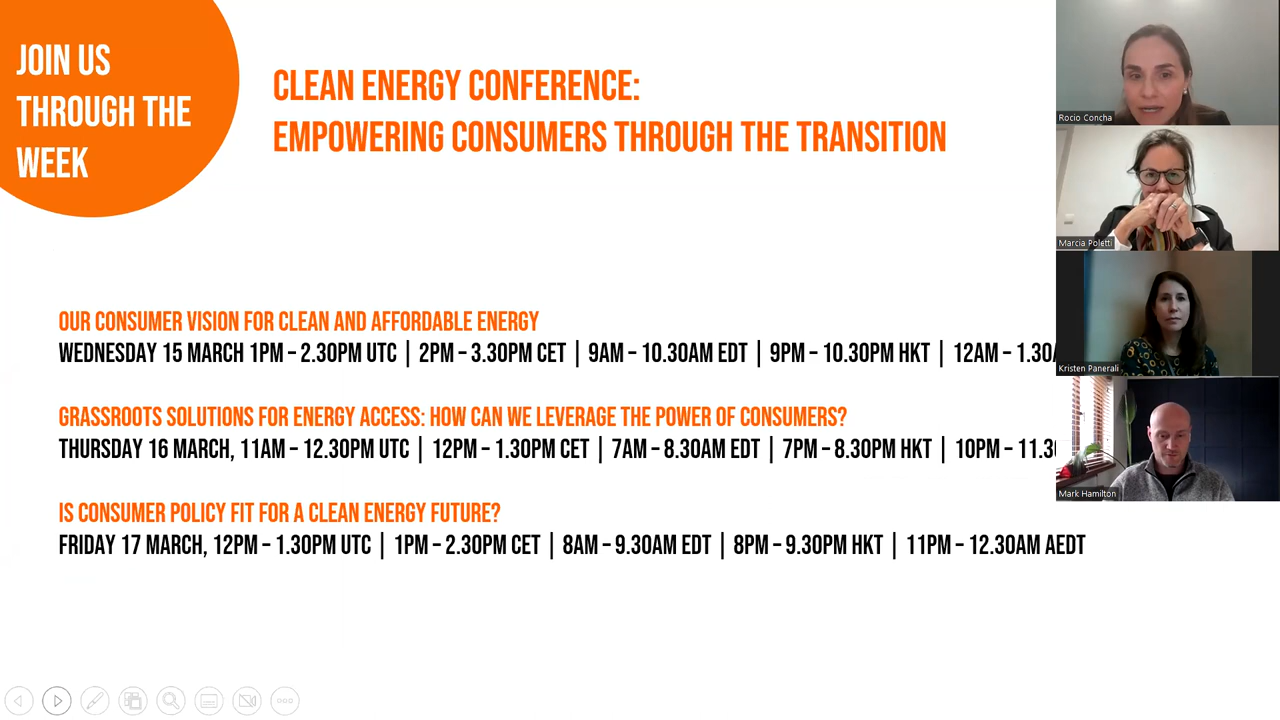 JOIN US
THROUGH THE
WEEK
CLEAN ENERGY CONFERENCE:
EMPOWERING CONSUMERS THROUGH THE TRANSITION
OUR CONSUMER VISION FOR CLEAN AND AFFORDABLE ENERGY
WEDNESDAY 15 MARCH 1PM – 2.30PM UTC | 2PM – 3.30PM CET | 9AM – 10.30AM EDT | 9PM – 10.30PM HKT | 12AM – 1.30
GRASSROOTS SOLUTIONS FOR ENERGY ACCESS: HOW CAN WE LEVERAGE THE POWER OF CONSUMERS?
THURSDAY 16 MARCH, 11AM – 12.30PM UTC | 12PM – 1.30PM CET | 7AM – 8.30AM EDT | 7PM – 8.30PM HKT | 10PM – 11.3
IS CONSUMER POLICY FIT FOR A CLEAN ENERGY FUTURE?
FRIDAY 17 MARCH, 12PM – 1.30PM UTC | 1PM – 2.30PM CET | 8AM – 9.30AM EDT | 8PM – 9.30PM HKT | 11PM – 12.30AM AEDT
Rocio Concha
Marcia Poletti
Kristen Panerali
Mark Hamilton